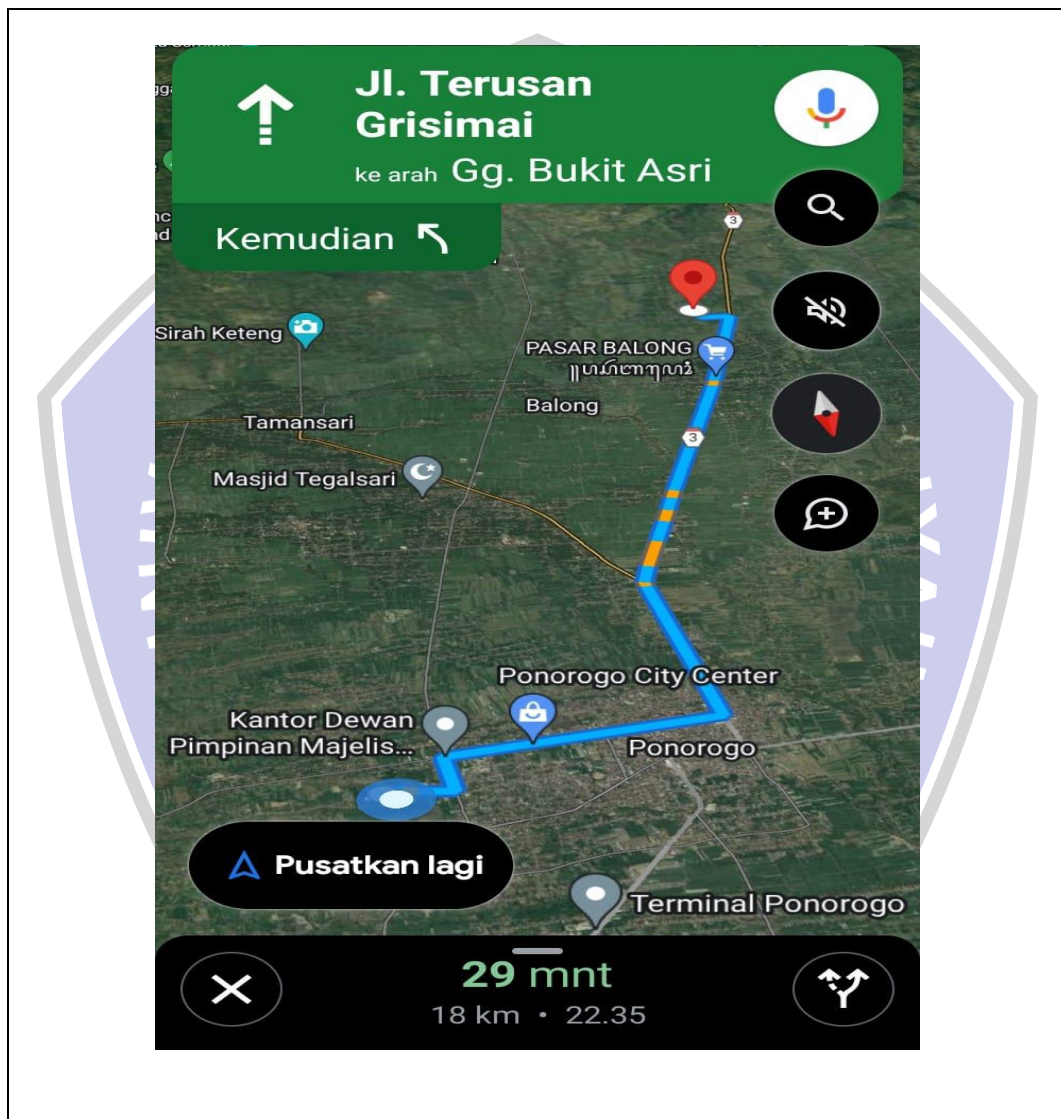 Jl. Terusan
Grisimai
ke arah Gg. Bukit Asri
Kemudian
3
Sirah Keteng
PASAR BALONG
Balong
Tamansari
3
Masjid Tegalsari
Ponorogo City Center
Kantor Dewan
Pimpinan Majelis...
Ponorogo
Pusatkan lagi
Terminal Ponorogo
29 mnt
18 km • 22.35